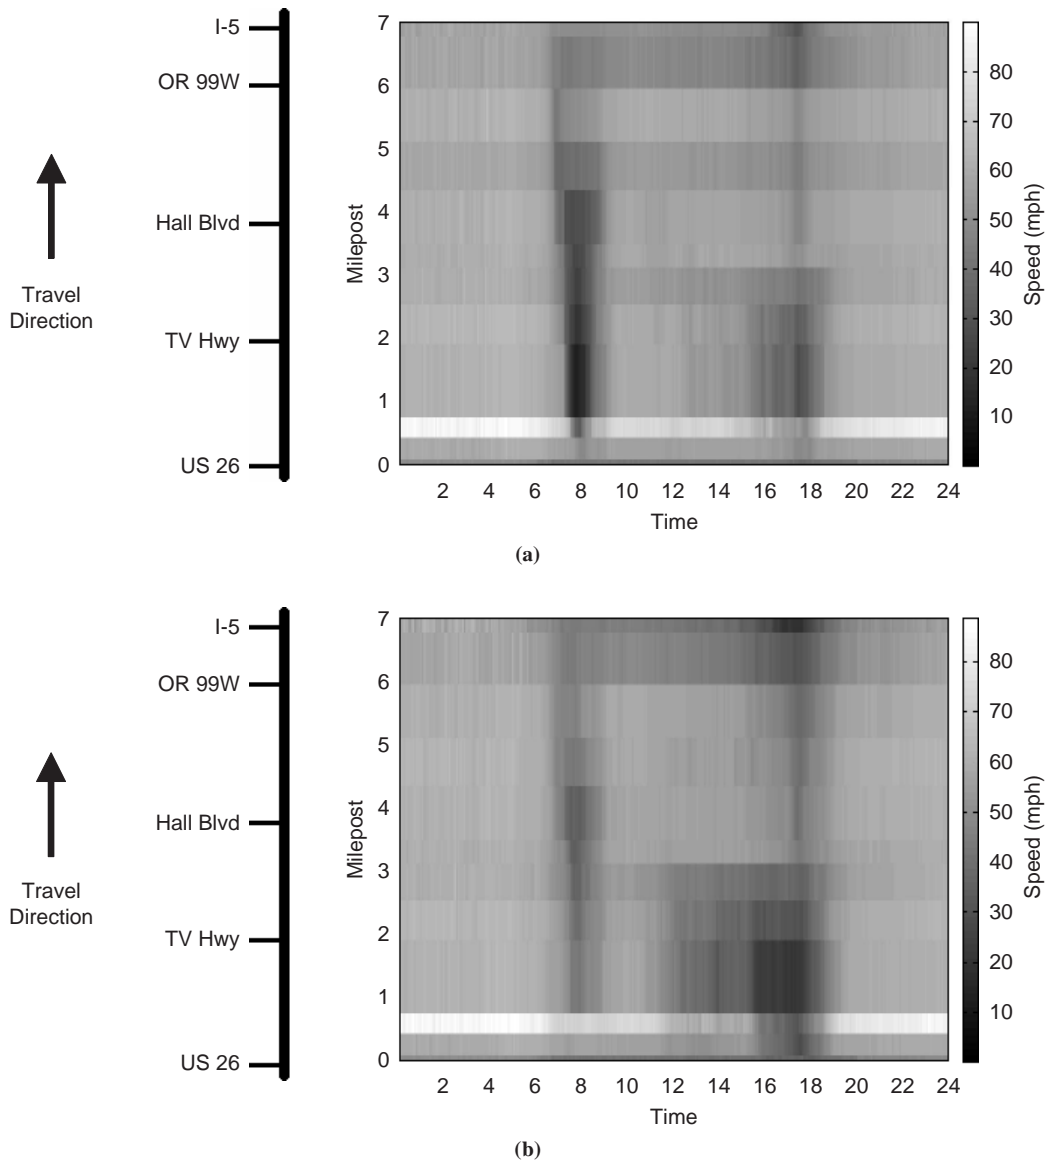 I-5
OR 99W
Hall Blvd
TV Hwy
US 26
Travel
Direction
7
6
5
4
3
2
1
0
Milepost
2 4 6 8 10 12 14 16 18 20 22 24
Time
80
70
60
50
40
30
20
10
Speed (mph)
(a)
I-5
OR 99W
Hall Blvd
TV Hwy
US 26
Travel
Direction
7
6
5
4
3
2
1
0
Milepost
2 4 6 8 10 12 14 16 18 20 22 24
Time
80
70
60
50
40
30
20
10
Speed (mph)
(b)